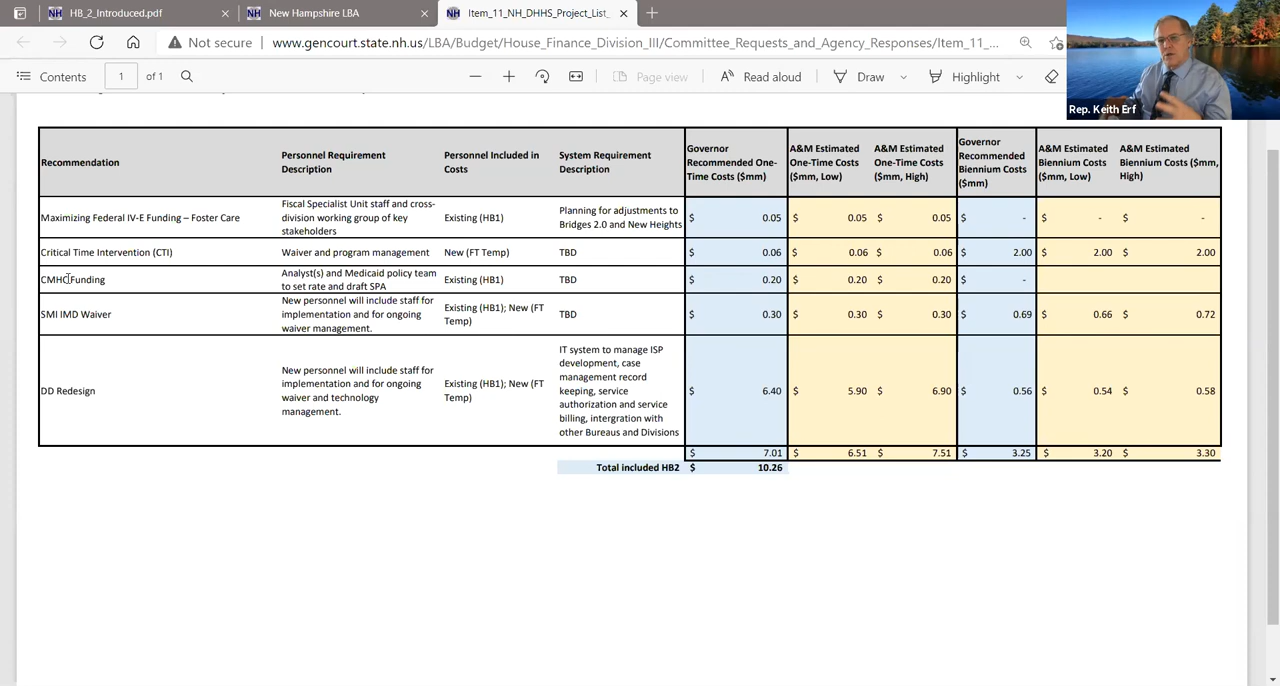 HB_2_Introduced.pdf
New Hampshire LBA
Item_11_NH_DHHS_Project_List_
Not secure
www.gencourt.state.nh.us/LBA/Budget/House_Finance_Division_III/Committee_Requests_and_Agency_Responses/Item_11_...
Contents
1
of 1
Page view
Read aloud
Draw
Highlight
Rep. Keith Erf
Recommendation
Personnel Requirement
Description
Personnel Included in
Costs
System Requirement
Description
Governor
Recommended One-
Time Costs ($mm)
A&M Estimated
One-Time Costs
($mm, Low)
A&M Estimated
One-Time Costs
($mm, High)
Governor
Recommended
Biennium Costs
($mm)
A&M Estimated
Biennium Costs
($mm, Low)
A&M Estimated
Biennium Costs ($mm,
High)
Maximizing Federal IV-E Funding – Foster Care
Fiscal Specialist Unit staff and cross-
division working group of key
stakeholders
Existing (HB1)
Planning for adjustments to
Bridges 2.0 and New Heights
$ 0.05 $ 0.05 $ 0.05 $ - $ - $ -
Critical Time Intervention (CTI)
Waiver and program management
New (FT Temp)
TBD
$ 0.06 $ 0.06 $ 0.06 $ 2.00 $ 2.00 $ 2.00
CMHC Funding
Analyst(s) and Medicaid policy team
to set rate and draft SPA
Existing (HB1)
TBD
$ 0.20 $ 0.20 $ 0.20 $ -
SMI IMD Waiver
New personnel will include staff for
implementation and for ongoing
waiver management.
Existing (HB1); New (FT
Temp)
TBD
$ 0.30 $ 0.30 $ 0.30 $ 0.69 $ 0.66 $ 0.72
DD Redesign
New personnel will include staff for
implementation and for ongoing
waiver and technology
management.
Existing (HB1); New (FT
Temp)
IT system to manage ISP
development, case
management record
keeping, service
authorization and service
billing, intergration with
other Bureaus and Divisions
$ 6.40 $ 5.90 $ 6.90 $ 0.56 $ 0.54 $ 0.58
$ 7.01 $ 6.51 $ 7.51 $ 3.25 $ 3.20 $ 3.30
Total included HB2 $ 10.26